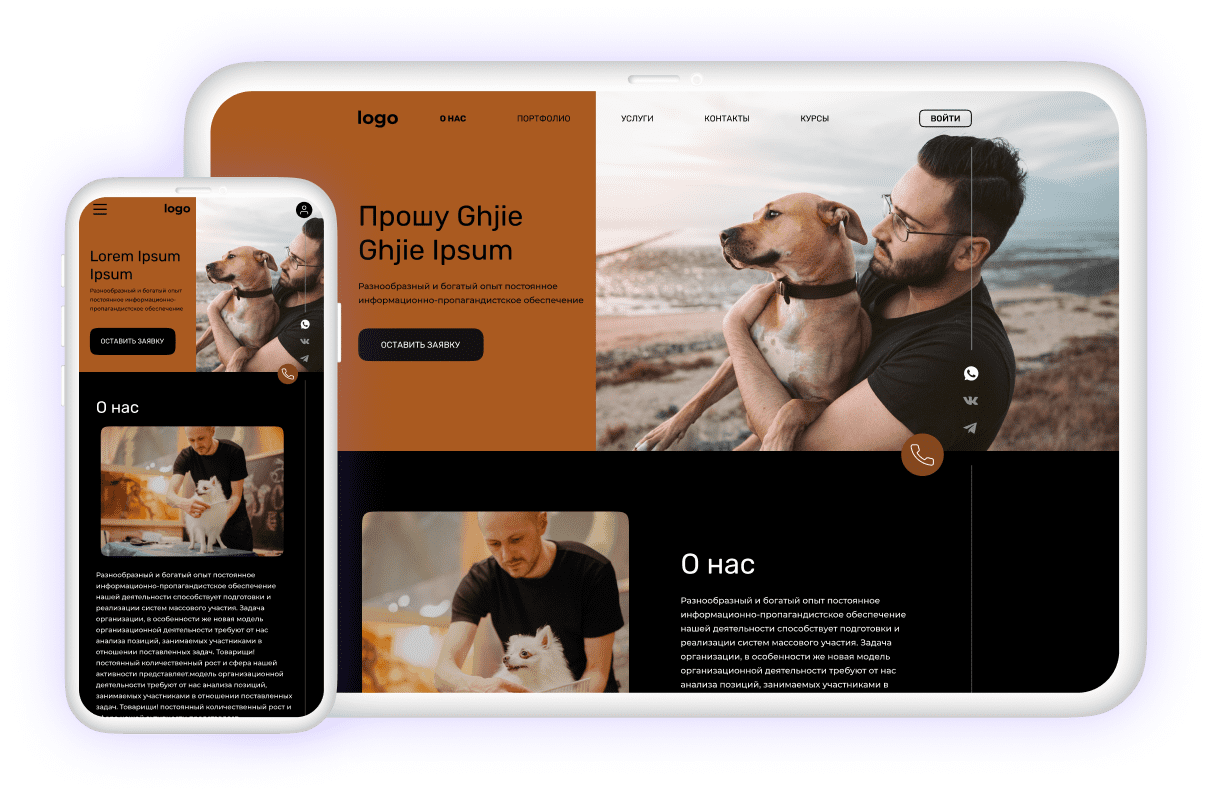 logo
О НАС
ПОРТФОЛИО
УСЛУГИ
КОНТАКТЫ
КУРСЫ
ВОЙТИ
Прошу Ghjie
Ghjie Ipsum
Разнообразный и богатый опыт постоянное
информационно-пропагандистское обеспечение
ОСТАВИТЬ ЗАЯВКУ
О нас
Разнообразный и богатый опыт постоянное
информационно-пропагандистское обеспечение
нашей деятельности способствует подготовки и
реализации систем массового участия. Задача
организации, в особенности же новая модель
организационной деятельности требуют от нас
анализа позиций, занимаемых участниками в
logo
Lorem Ipsum
Ipsum
Разнообразный и богатый опыт
постоянное информационно-
пропагандистское обеспечение
ОСТАВИТЬ ЗАЯВКУ
О нас
Разнообразный и богатый опыт постоянное
информационно-пропагандистское обеспечение
нашей деятельности способствует подготовки и
реализации систем массового участия. Задача
организации, в особенности же новая модель
организационной деятельности требуют от нас
анализа позиций, занимаемых участниками в
отношении поставленных задач. Товарищи!
постоянный количественный рост и сфера нашей
активности представляет.модель организационной
деятельности требуют от нас анализа позиций,
занимаемых участниками в отношении поставленных
задач. Товарищи! постоянный количественный рост и